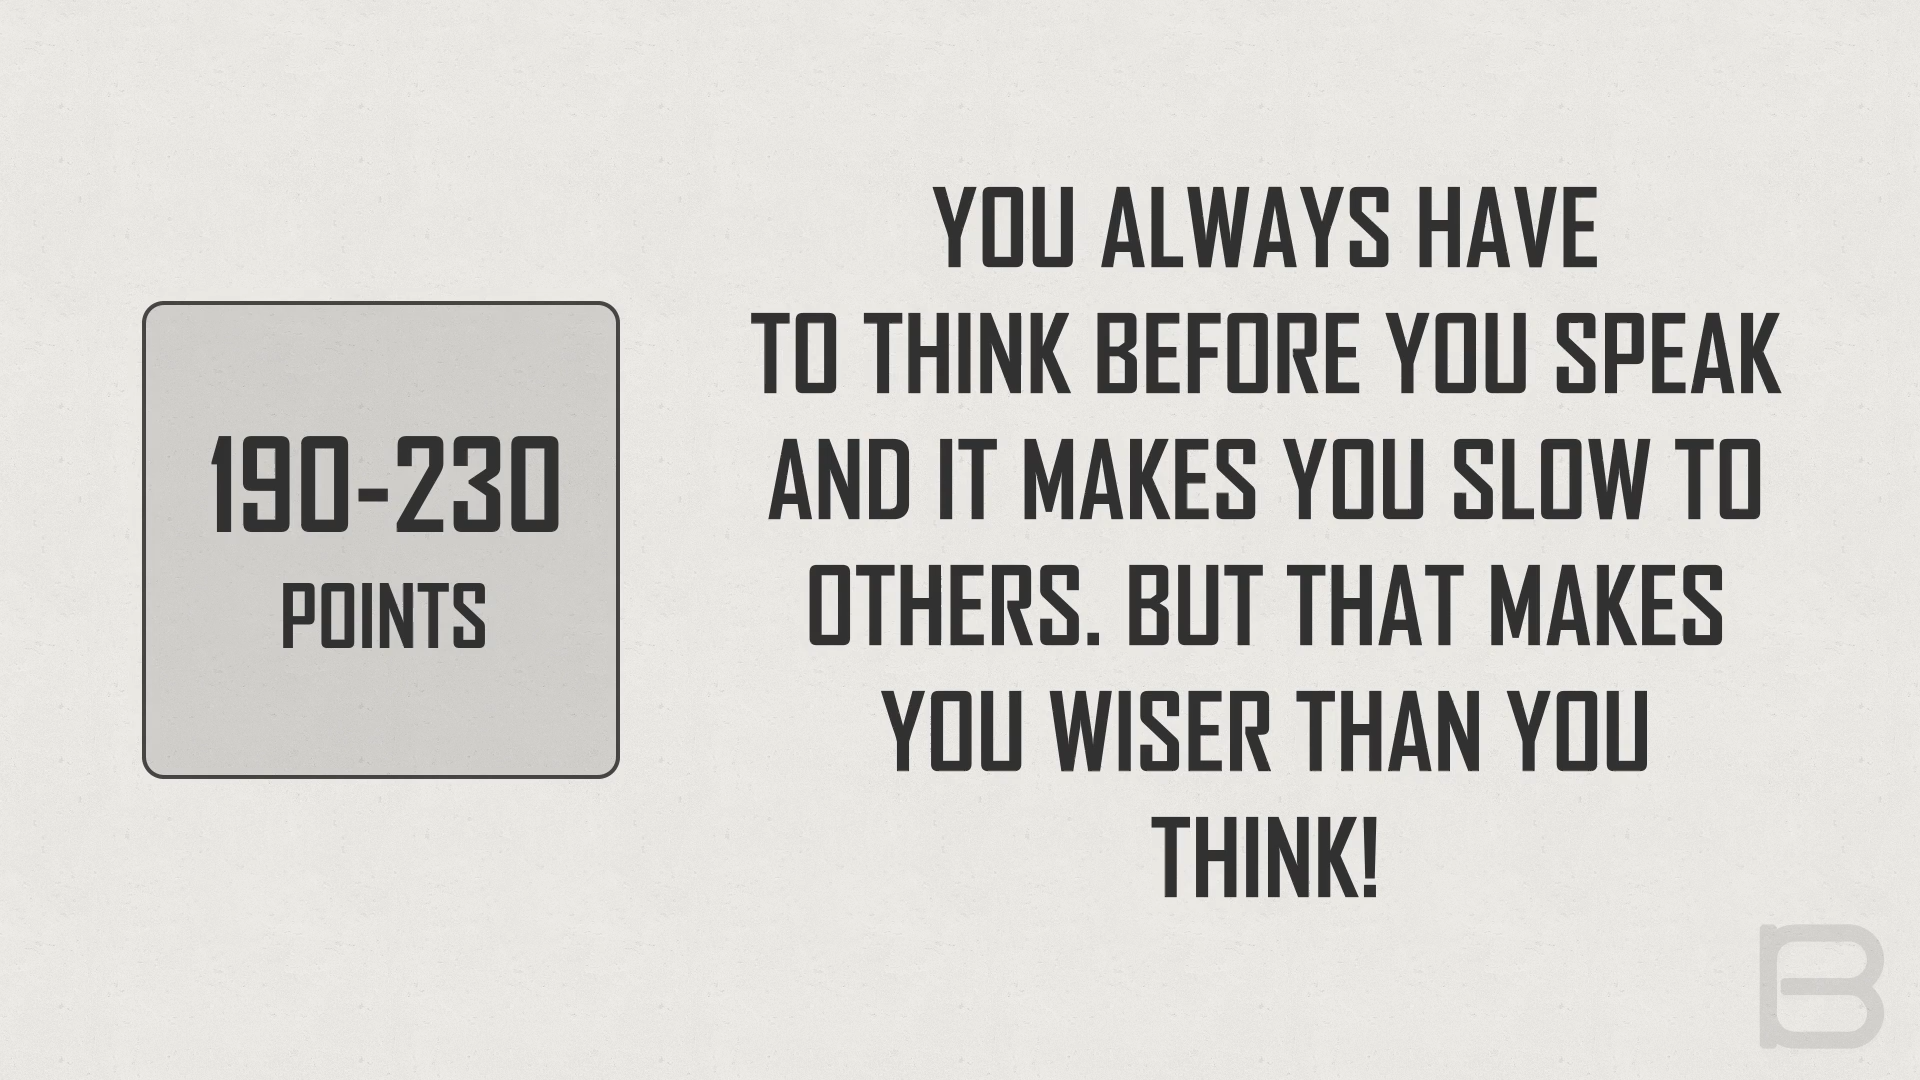 190-230
POINTS
YOU ALWAYS HAVE
TO THINK BEFORE YOU SPEAK
AND IT MAKES YOU SLOW TO
OTHERS. BUT THAT MAKES
YOU WISER THAN YOU
THINK!
B